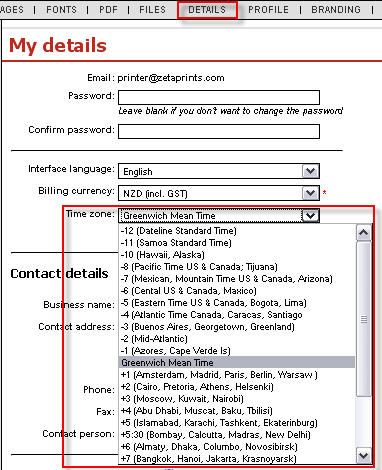 AGES | FONTS | PDF | FILES | DETAILS | PROFILE | BRANDING |
My details
Email: printer@zetaprints.com
Password:
Leave blank if you don't want to change the password
Confirm password:
Interface language: English
Billing currency: NZD (incl. GST) *
Time zone: Greenwich Mean Time
-12 (Dateline Standard Time)
-11 (Samoa Standard Time)
-10 (Hawaii, Alaska)
-8 (Pacific Time US & Canada; Tijuana)
-7 (Mexican, Mountain Time US & Canada, Arizona)
-6 (Cental US & Canada, Maxico)
Contact details
-5 (Eastern Time US & Canada, Bogota, Lima)
Business name:
-4 (Atlantic Time Canada, Caracas, Santiago
Contact address:
-3 (Buenos Aires, Georgetown, Greenland)
-2 (Mid-Atlantic)
-1 (Azores, Cape Verde Is)
Greenwich Mean Time
+1 (Amsterdam, Madrid, Paris, Berlin, Warsaw )
Phone:
+2 (Cairo, Pretoria, Athens, Helsenki)
+3 (Moscow, Kuwait, Nairobi)
Fax:
+4 (Abu Dhabi, Muscat, Baku, Tbilisi)
+5 (Islamabad, Karachi, Tashkent, Ekaterinburg)
Contact person:
+5:30 (Bombay, Calcutta, Madras, New Delhi)
+6 (Almaty, Dhaka, Columbo, Novosibirsk)
+7 (Bangkok, Hanoi, Jakarta, Krasnoyarsk)